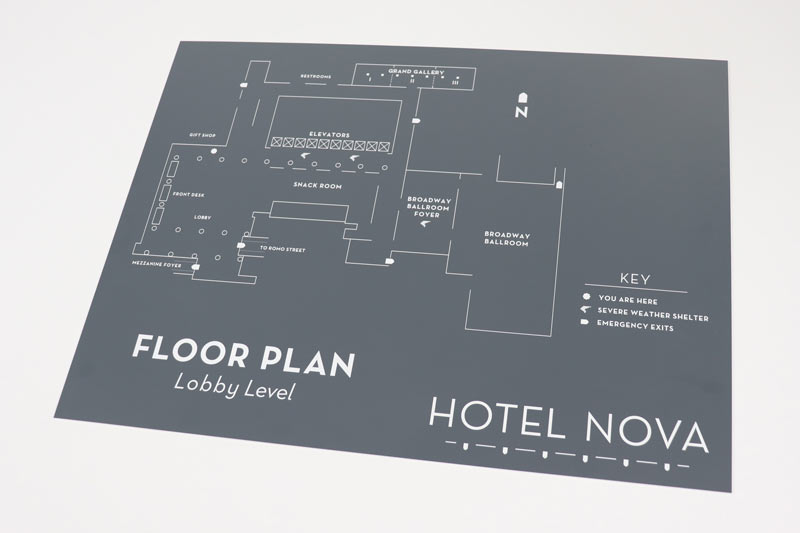 RESTROOMS
GRAND GALLERY
I
II
III
N
GIFT SHOP
ELEVATORS
SNACK ROOM
FRONT DESK
BROADWAY
BALLROOM
FOYER
LOBBY
BROADWAY
BALLROOM
TO ROMO STREET
MEZZANINE FOYER
KEY
YOU ARE HERE
SEVERE WEATHER SHELTER
EMERGENCY EXITS
FLOOR PLAN
Lobby Level
HOTEL NOVA